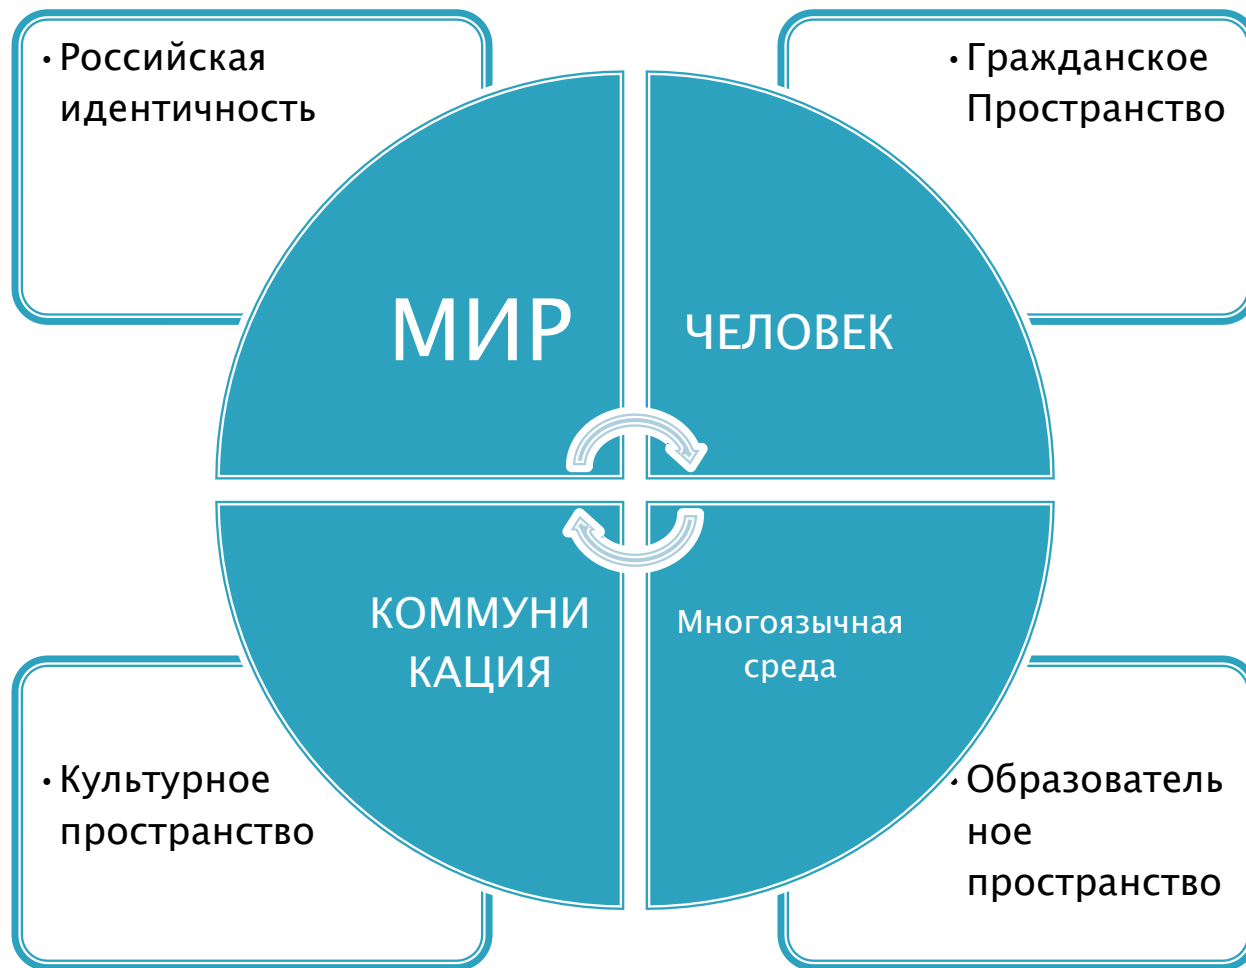 • Российская
идентичность
• Гражданское
Пространство
МИР
ЧЕЛОВЕК
КОММУНИ
КАЦИЯ
Многоязычная
среда
• Культурное
пространство
• Образователь
ное
пространство